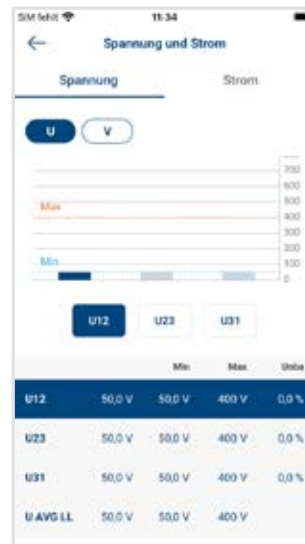 SIM fehlt 11:34
Spannung und Strom
Spannung Strom
U V
700
600
500
Max
400
300
200
Min
100
0
U12 U23 U31
Min Max Unba
U12 50,0 V 50,0 V 400 V 0,0 %
U23 50,0 V 50,0 V 400 V 0,0 %
U31 50,0 V 50,0 V 400 V 0,0 %
U AVG LL 50,0 V 50,0 V 400 V